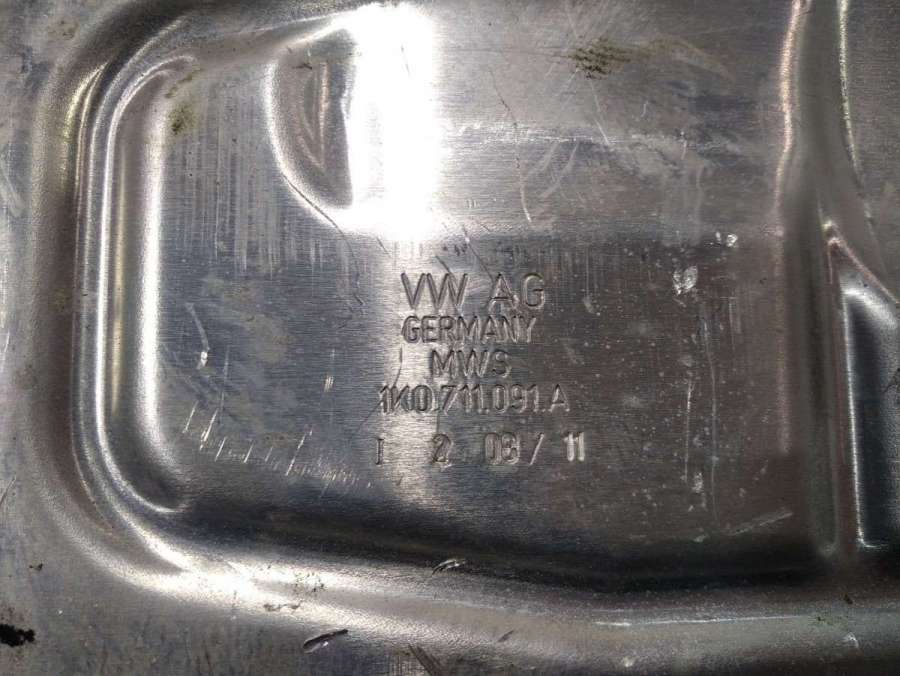 VW AG
GERMANY
MWS
1K0.711.091.A
I 2 08/11